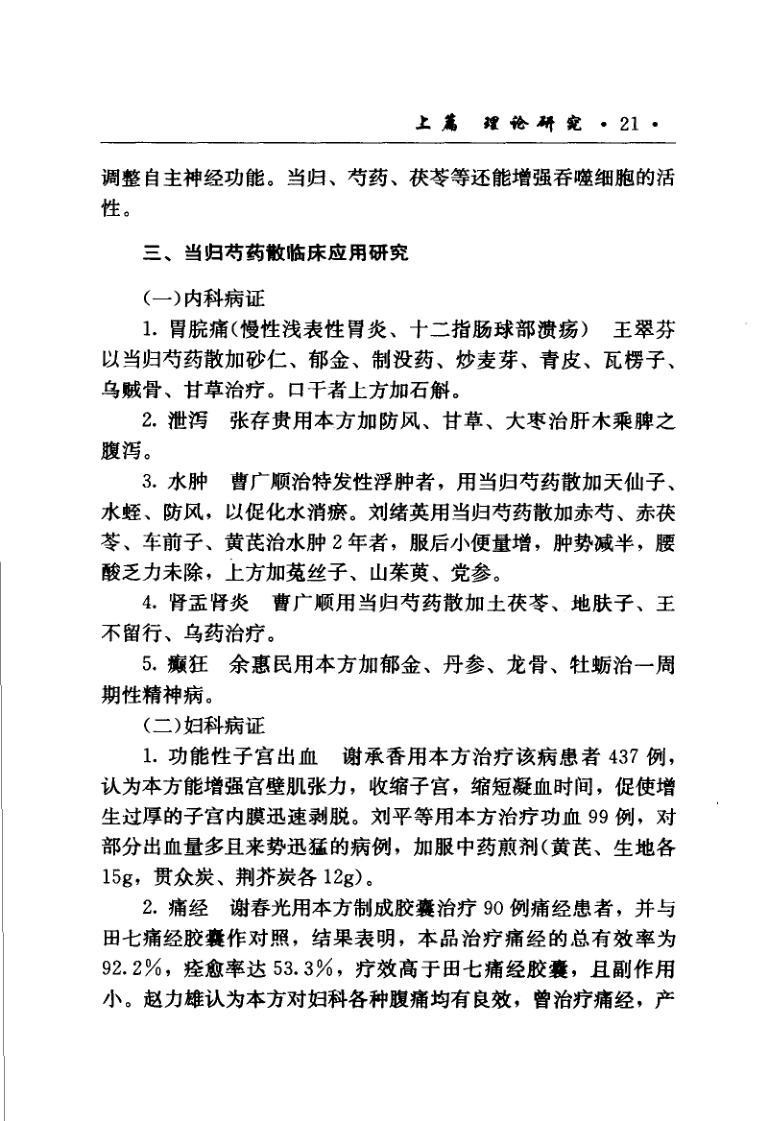 上篇 理论研究 · 21 ·
调整自主神经功能。当归、芍药、茯苓等还能增强吞噬细胞的活
性。
三、当归芍药散临床应用研究
(一)内科病证
1. 胃脘痛(慢性浅表性胃炎、十二指肠球部溃疡) 王翠芬
以当归芍药散加砂仁、郁金、制没药、炒麦芽、青皮、瓦楞子、
乌贼骨、甘草治疗。口干者上方加石斛。
2. 泄泻 张存贵用本方加防风、甘草、大枣治肝木乘脾之
腹泻。
3. 水肿 曹广顺治特发性浮肿者，用当归芍药散加天仙子、
水蛭、防风，以促化水消瘀。刘绪英用当归芍药散加赤芍、赤茯
苓、车前子、黄芪治水肿 2 年者，服后小便量增，肿势减半，腰
酸乏力未除，上方加菟丝子、山茱萸、党参。
4. 肾盂肾炎 曹广顺用当归芍药散加土茯苓、地肤子、王
不留行、乌药治疗。
5. 癫狂 余惠民用本方加郁金、丹参、龙骨、牡蛎治一周
期性精神病。
(二)妇科病证
1. 功能性子宫出血 谢承香用本方治疗该病患者 437 例，
认为本方能增强宫壁肌张力，收缩子宫，缩短凝血时间，促使增
生过厚的子宫内膜迅速剥脱。刘平等用本方治疗功血 99 例，对
部分出血量多且来势迅猛的病例，加服中药煎剂(黄芪、生地各
15g，贯众炭、荆芥炭各 12g)。
2. 痛经 谢春光用本方制成胶囊治疗 90 例痛经患者，并与
田七痛经胶囊作对照，结果表明，本品治疗痛经的总有效率为
92.2%，痊愈率达 53.3%，疗效高于田七痛经胶囊，且副作用
小。赵力雄认为本方对妇科各种腹痛均有良效，曾治疗痛经，产